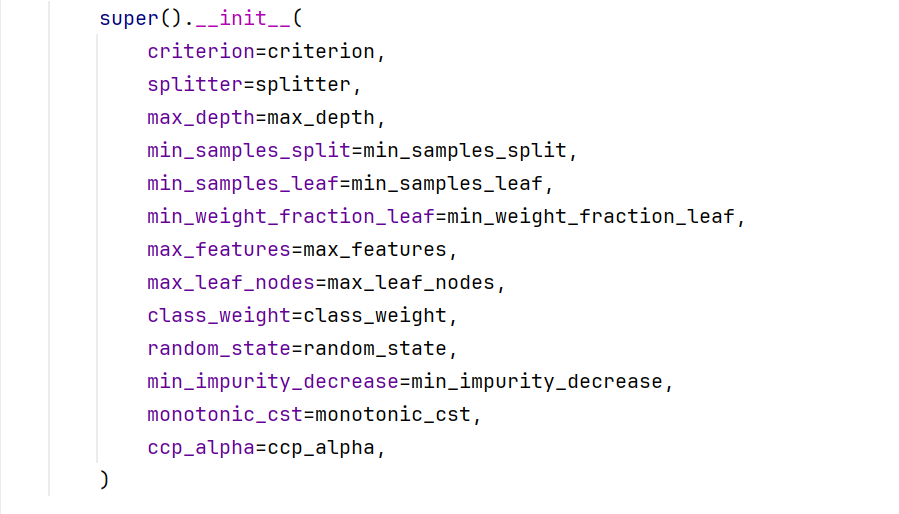 super().__init__(
criterion=criterion,
splitter=splitter,
max_depth=max_depth,
min_samples_split=min_samples_split,
min_samples_leaf=min_samples_leaf,
min_weight_fraction_leaf=min_weight_fraction_leaf,
max_features=max_features,
max_leaf_nodes=max_leaf_nodes,
class_weight=class_weight,
random_state=random_state,
min_impurity_decrease=min_impurity_decrease,
monotonic_cst=monotonic_cst,
ccp_alpha=ccp_alpha,
)